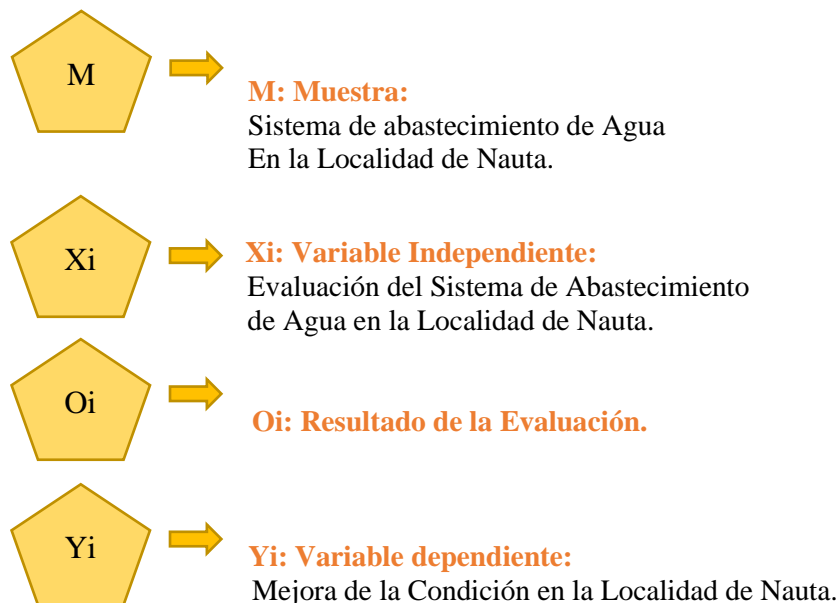 M
M: Muestra:
Sistema de abastecimiento de Agua
En la Localidad de Nauta.
Xi
Xi: Variable Independiente:
Evaluación del Sistema de Abastecimiento
de Agua en la Localidad de Nauta.
Oi
Oi: Resultado de la Evaluación.
Yi
Yi: Variable dependiente:
Mejora de la Condición en la Localidad de Nauta.